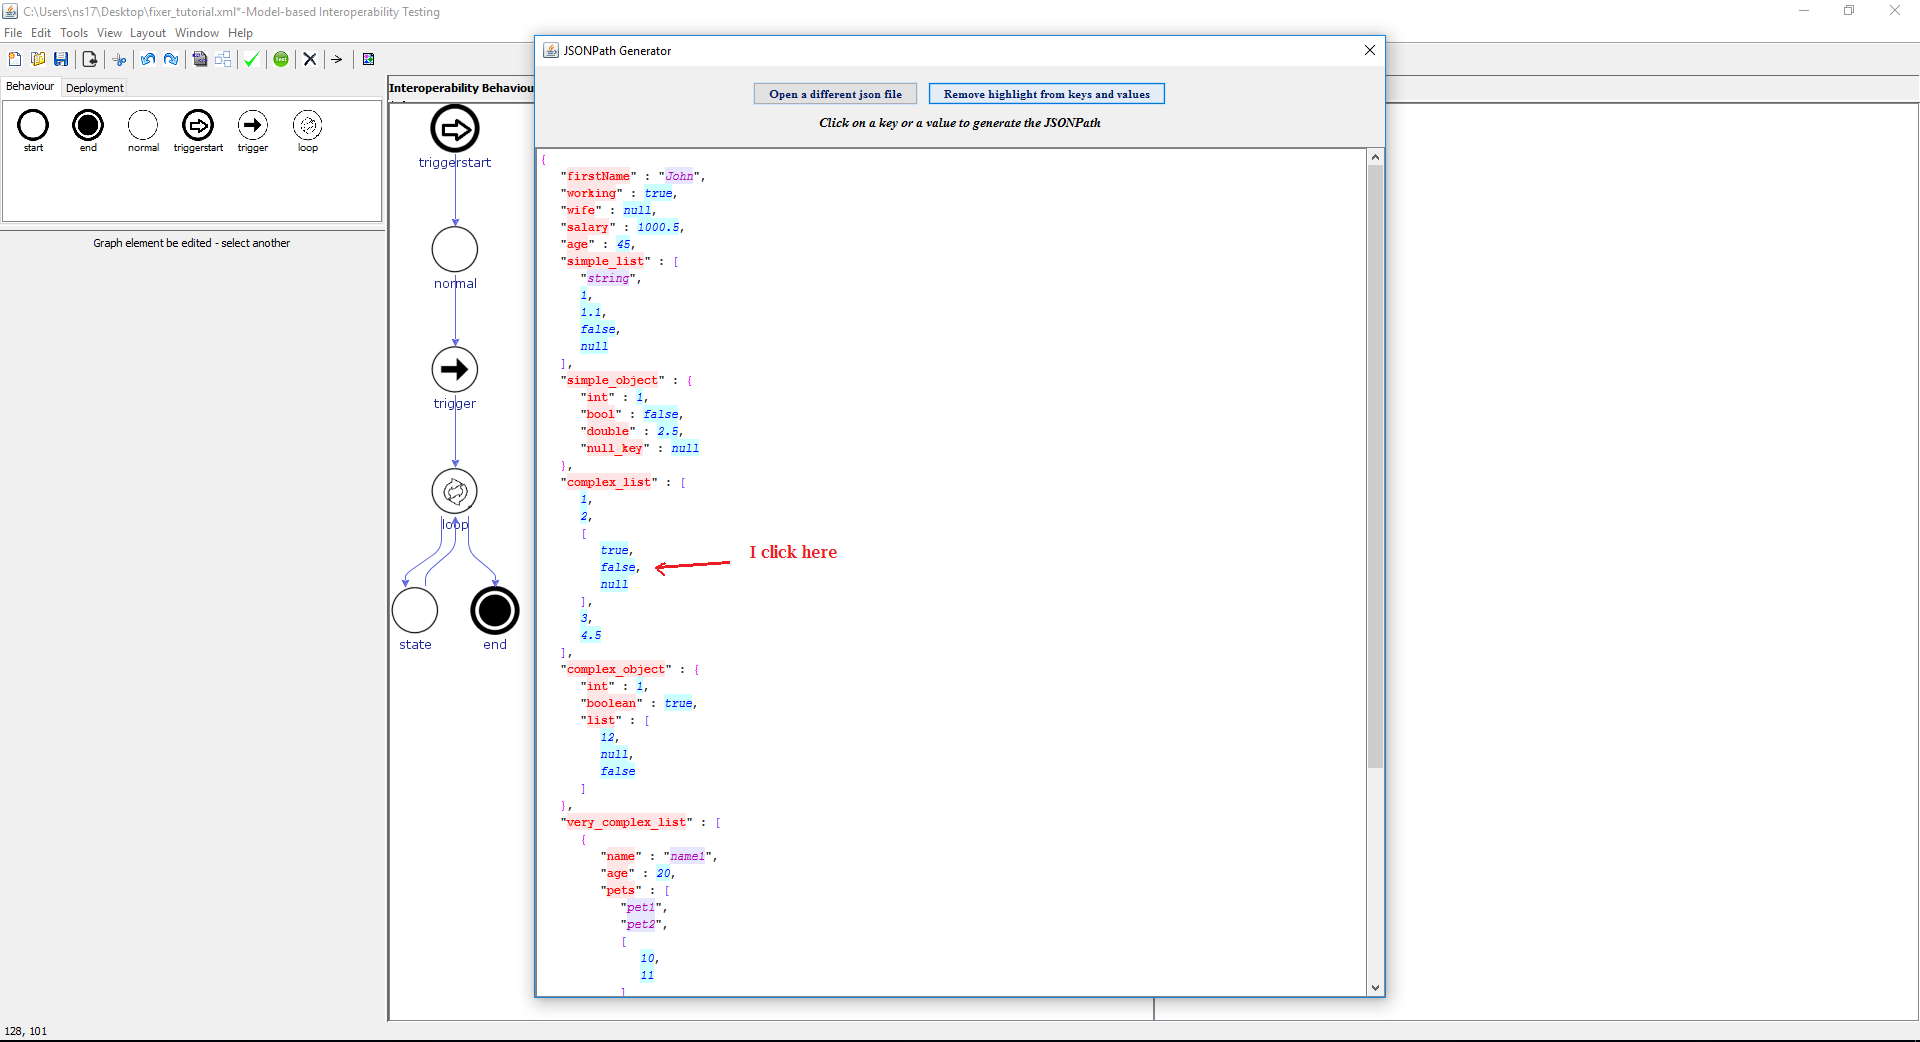 C:\Users\ns17\Desktop\fixer_tutorial.xml*-Model-based Interoperability Testing
File Edit Tools View Layout Window Help
Behaviour Deployment
start end normal triggerstart trigger loop
Graph element be edited - select another
Interoperability Behaviou
triggerstart
normal
trigger
loop
state end
128, 101
JSONPath Generator
Open a different json file Remove highlight from keys and values
Click on a key or a value to generate the JSONPath
{
"firstName" : "John",
"working" : true,
"wife" : null,
"salary" : 1000.5,
"age" : 45,
"simple_list" : [
"string",
1,
1.1,
false,
null
],
"simple_object" : {
"int" : 1,
"bool" : false,
"double" : 2.5,
"null_key" : null
},
"complex_list" : [
1,
2,
[
true,
false,
null
],
3,
4.5
],
"complex_object" : {
"int" : 1,
"boolean" : true,
"list" : [
12,
null,
false
]
},
"very_complex_list" : [
{
"name" : "name1",
"age" : 20,
"pets" : [
"pet1",
"pet2",
[
10,
11
]
I click here